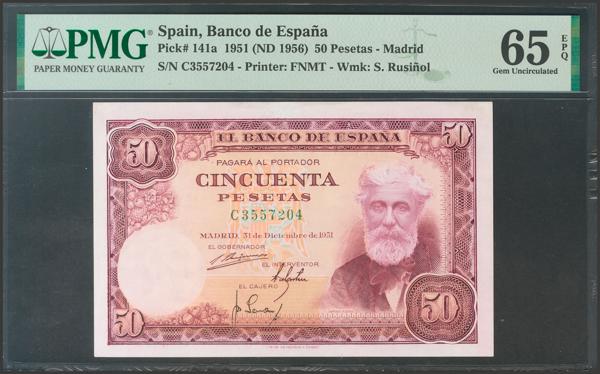 PMG
PAPER MONEY GUARANTY
Spain, Banco de España
Pick# 141a 1951 (ND 1956) 50 Pesetas - Madrid
S/N C3557204 - Printer: FNMT - Wmk: S. Rusiñol
65 EPQ
Gem Uncirculated
50
EL BANCO DE ESPAÑA
50
PAGARÁ AL PORTADOR
CINCUENTA
PESETAS
C3557204
MADRID, 31 de Diciembre de 1951
EL GOBERNADOR
EL INTERVENTOR
EL CAJERO
50
50